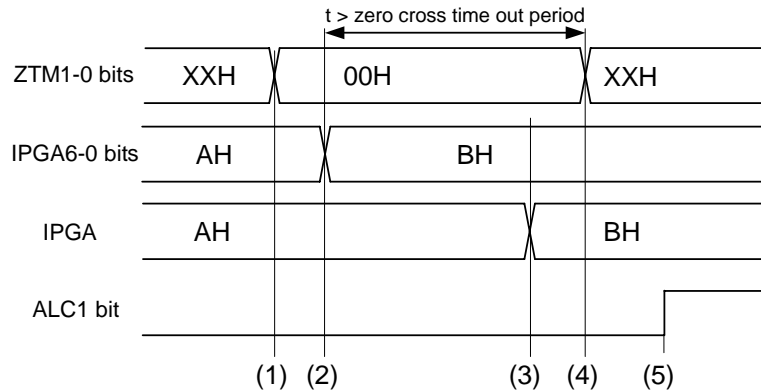 t > zero cross time out period
ZTM1-0 bits XXH 00H XXH
IPGA6-0 bits AH BH
IPGA AH BH
ALC1 bit
(1) (2) (3) (4) (5)